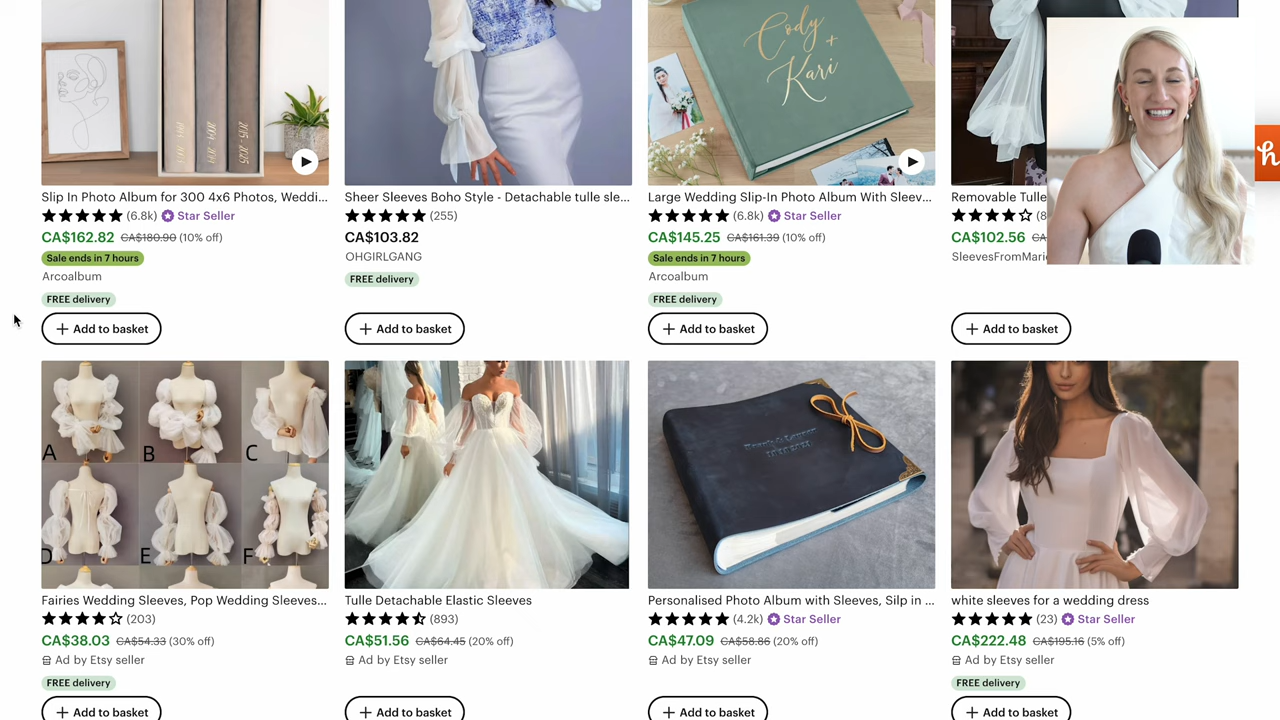 Cody
+
Kari
Slip In Photo Album for 300 4x6 Photos, Weddi...
(6.8k) Star Seller
CA$162.82 CA$180.90 (10% off)
Sale ends in 7 hours
Arcoalbum
FREE delivery
+ Add to basket
Sheer Sleeves Boho Style - Detachable tulle sle...
(255)
CA$103.82
OHGIRLGANG
FREE delivery
+ Add to basket
Large Wedding Slip-In Photo Album With Sleev...
(6.8k) Star Seller
CA$145.25 CA$161.39 (10% off)
Sale ends in 7 hours
Arcoalbum
FREE delivery
+ Add to basket
Removable Tulle
(8
CA$102.56 CA
SleevesFromMarie
+ Add to basket
h
A B C
D E F
Fairies Wedding Sleeves, Pop Wedding Sleeves...
(203)
CA$38.03 CA$54.33 (30% off)
Ad by Etsy seller
FREE delivery
+ Add to basket
Tulle Detachable Elastic Sleeves
(893)
CA$51.56 CA$64.45 (20% off)
Ad by Etsy seller
+ Add to basket
Personalised Photo Album with Sleeves, Silp in ...
(4.2k) Star Seller
CA$47.09 CA$58.86 (20% off)
Ad by Etsy seller
+ Add to basket
white sleeves for a wedding dress
(23) Star Seller
CA$222.48 CA$195.16 (5% off)
Ad by Etsy seller
FREE delivery
+ Add to basket